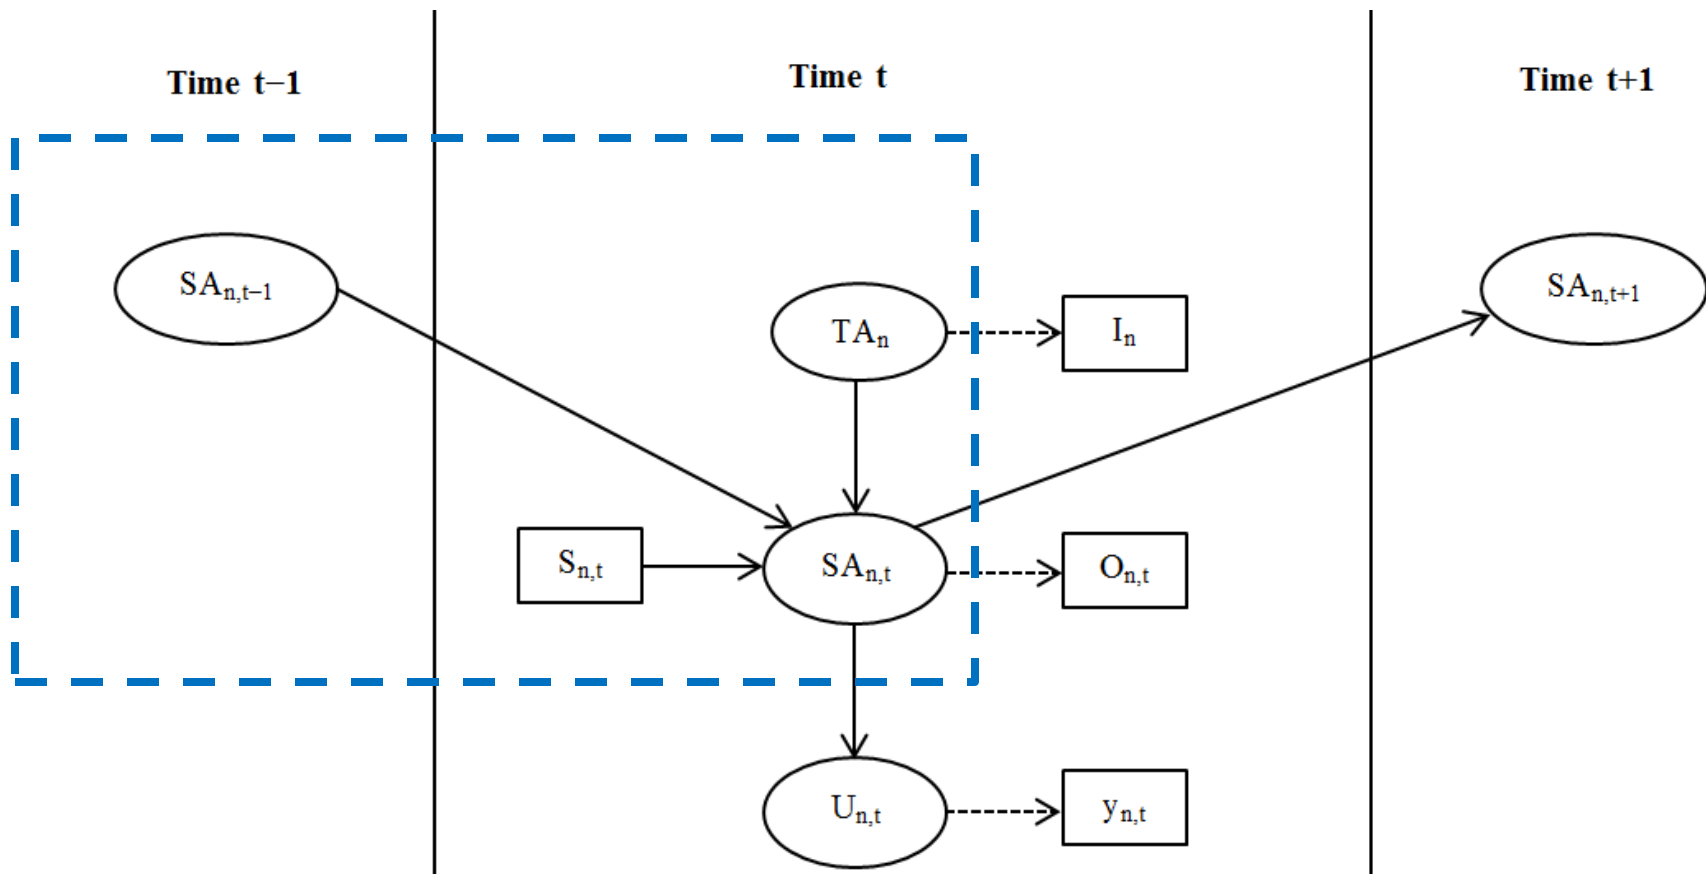 Time t–1
Time t
Time t+1
SAn,t–1
TAn
In
SAn,t+1
Sn,t
SAn,t
On,t
Un,t
yn,t